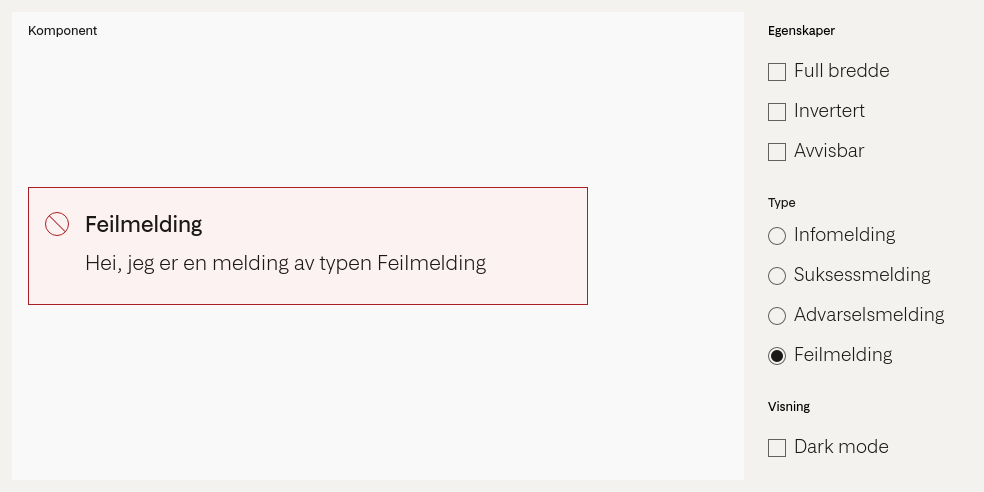 Komponent
Feilmelding
Hei, jeg er en melding av typen Feilmelding
Egenskaper
Full bredde
Invertert
Avvisbar
Type
Infomelding
Suksessmelding
Advarselsmelding
Feilmelding
Visning
Dark mode